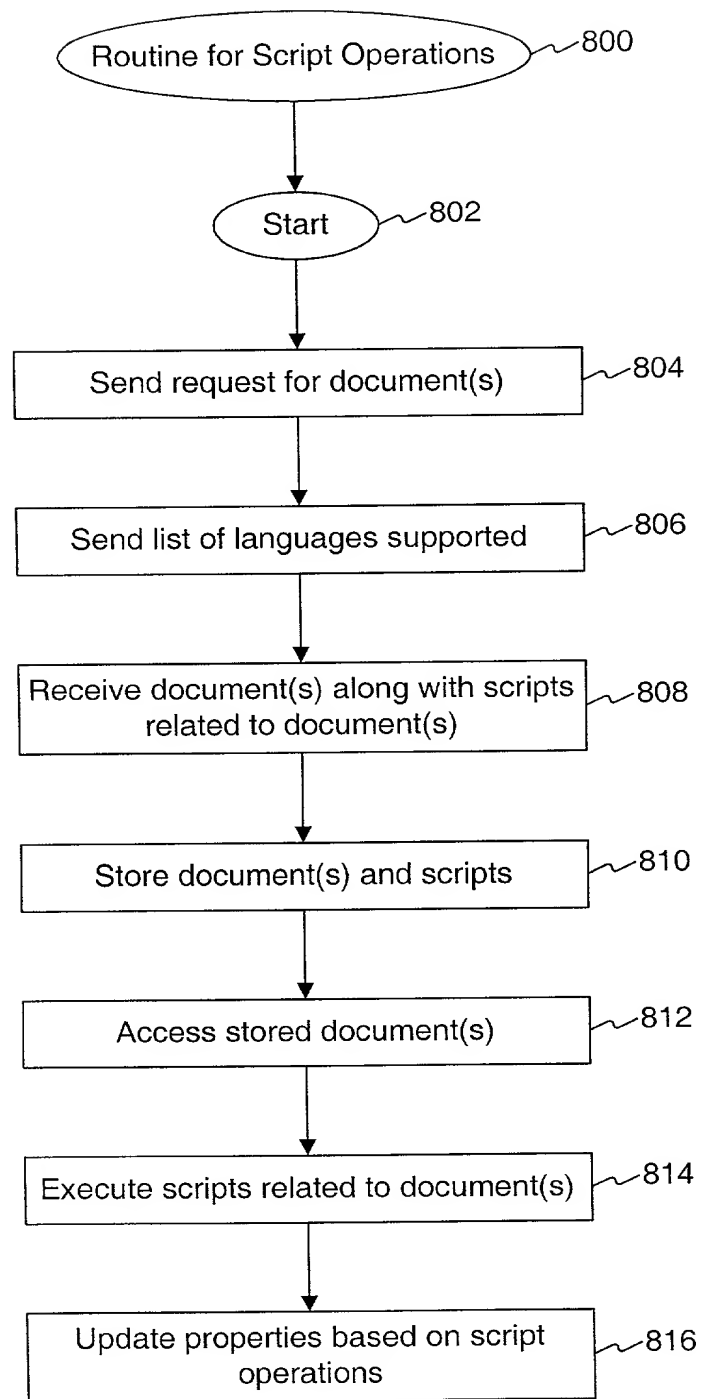 Routine for Script Operations
800
Start
802
Send request for document(s)
804
Send list of languages supported
806
Receive document(s) along with scripts
related to document(s)
808
Store document(s) and scripts
810
Access stored document(s)
812
Execute scripts related to document(s)
814
Update properties based on script
operations
816